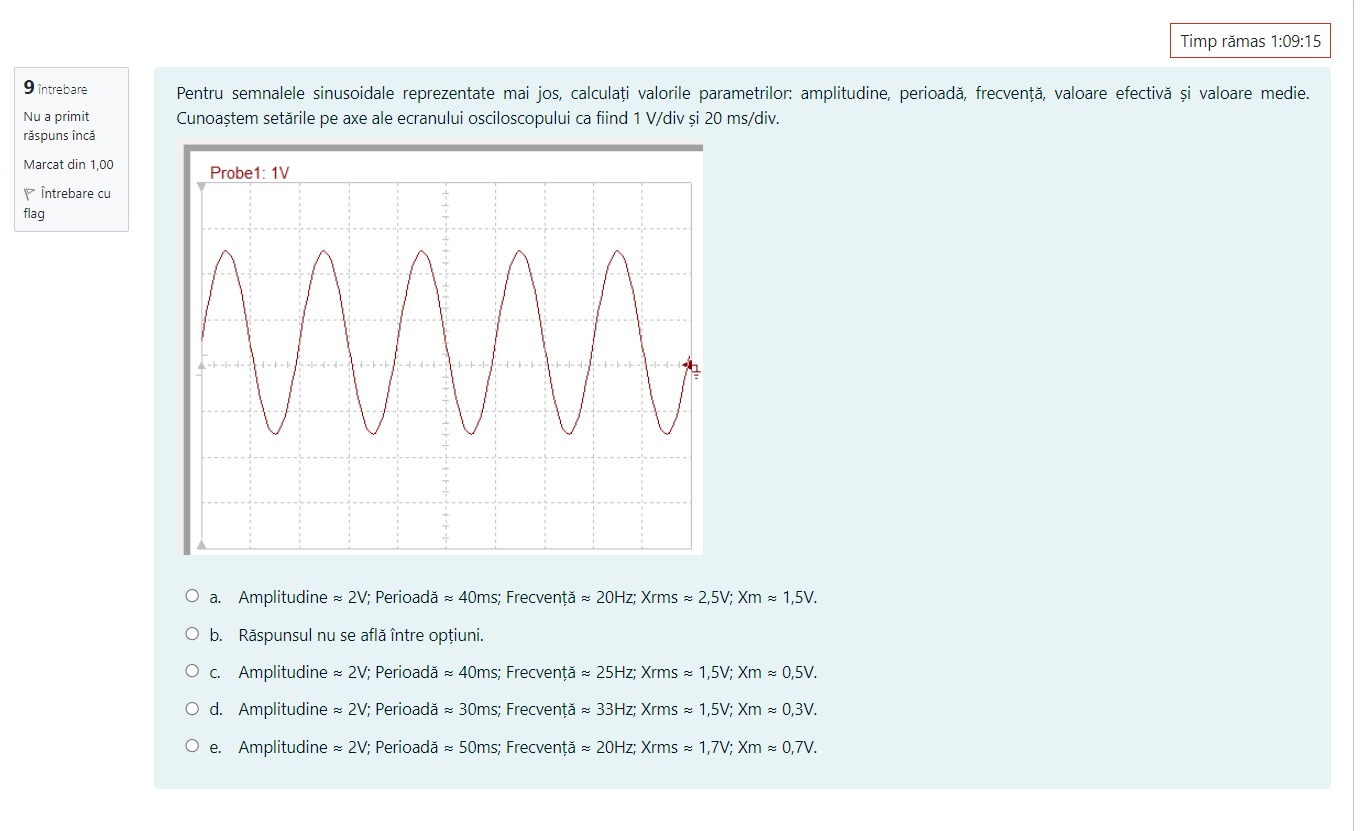 Timp rămas 1:09:15
9 întrebare
Nu a primit
răspuns încă
Marcat din 1,00
Întrebare cu
flag
Pentru semnalele sinusoidale reprezentate mai jos, calculați valorile parametrilor: amplitudine, perioadă, frecvență, valoare efectivă și valoare medie.
Cunoaștem setările pe axe ale ecranului osciloscopului ca fiind 1 V/div și 20 ms/div.
Probe1: 1V
a. Amplitudine ≈ 2V; Perioadă ≈ 40ms; Frecvență ≈ 20Hz; Xrms ≈ 2,5V; Xm ≈ 1,5V.
b. Răspunsul nu se află între opțiuni.
c. Amplitudine ≈ 2V; Perioadă ≈ 40ms; Frecvență ≈ 25Hz; Xrms ≈ 1,5V; Xm ≈ 0,5V.
d. Amplitudine ≈ 2V; Perioadă ≈ 30ms; Frecvență ≈ 33Hz; Xrms ≈ 1,5V; Xm ≈ 0,3V.
e. Amplitudine ≈ 2V; Perioadă ≈ 50ms; Frecvență ≈ 20Hz; Xrms ≈ 1,7V; Xm ≈ 0,7V.